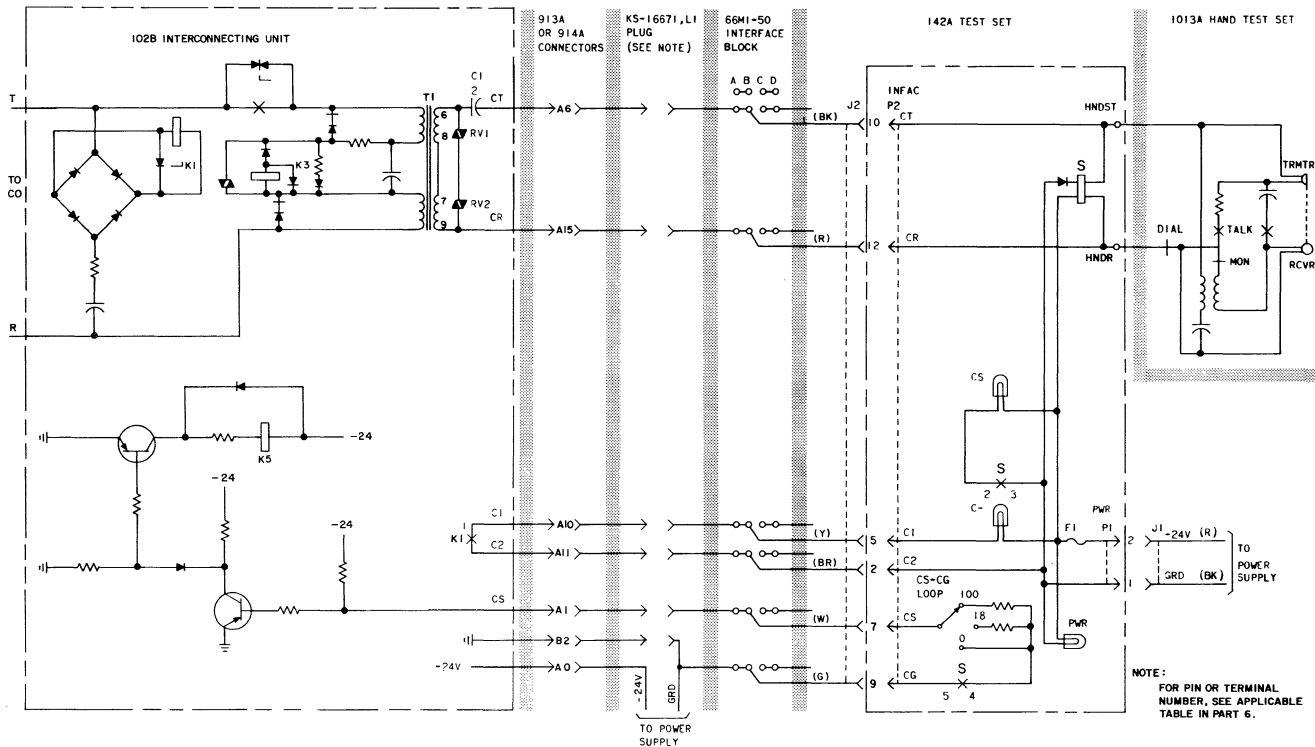 102B INTERCONNECTING UNIT
913A
OR 914A
CONNECTORS
KS-16671,L1
PLUG
(SEE NOTE)
66M1-50
INTERFACE
BLOCK
142A TEST SET
1013A HAND TEST SET
T
TO
CO
R
K1
K3
T1
6
8
7
9
C1
2
CT
RV1
RV2
CR
A6
A15
A B C D
(BK)
(R)
J2
INFAC
P2
10
CT
12
CR
HNDST
S
HNDR
DIAL
TALK
MON
TRMTR
RCVR
-24
K5
-24
-24
1
K1
2
C1
C2
CS
-24V
A10
A11
A1
B2
A0
-24V
GRD
TO POWER
SUPPLY
(Y)
(BR)
(W)
(G)
5
C1
2
C2
7
CS
9
CG
CS
S
2 3
C-
CS-CG
LOOP
100
18
0
S
5 4
F1
PWR
P1
2
1
J1
-24V (R)
GRD (BK)
TO
POWER
SUPPLY
PWR
NOTE:
FOR PIN OR TERMINAL
NUMBER, SEE APPLICABLE
TABLE IN PART 6.